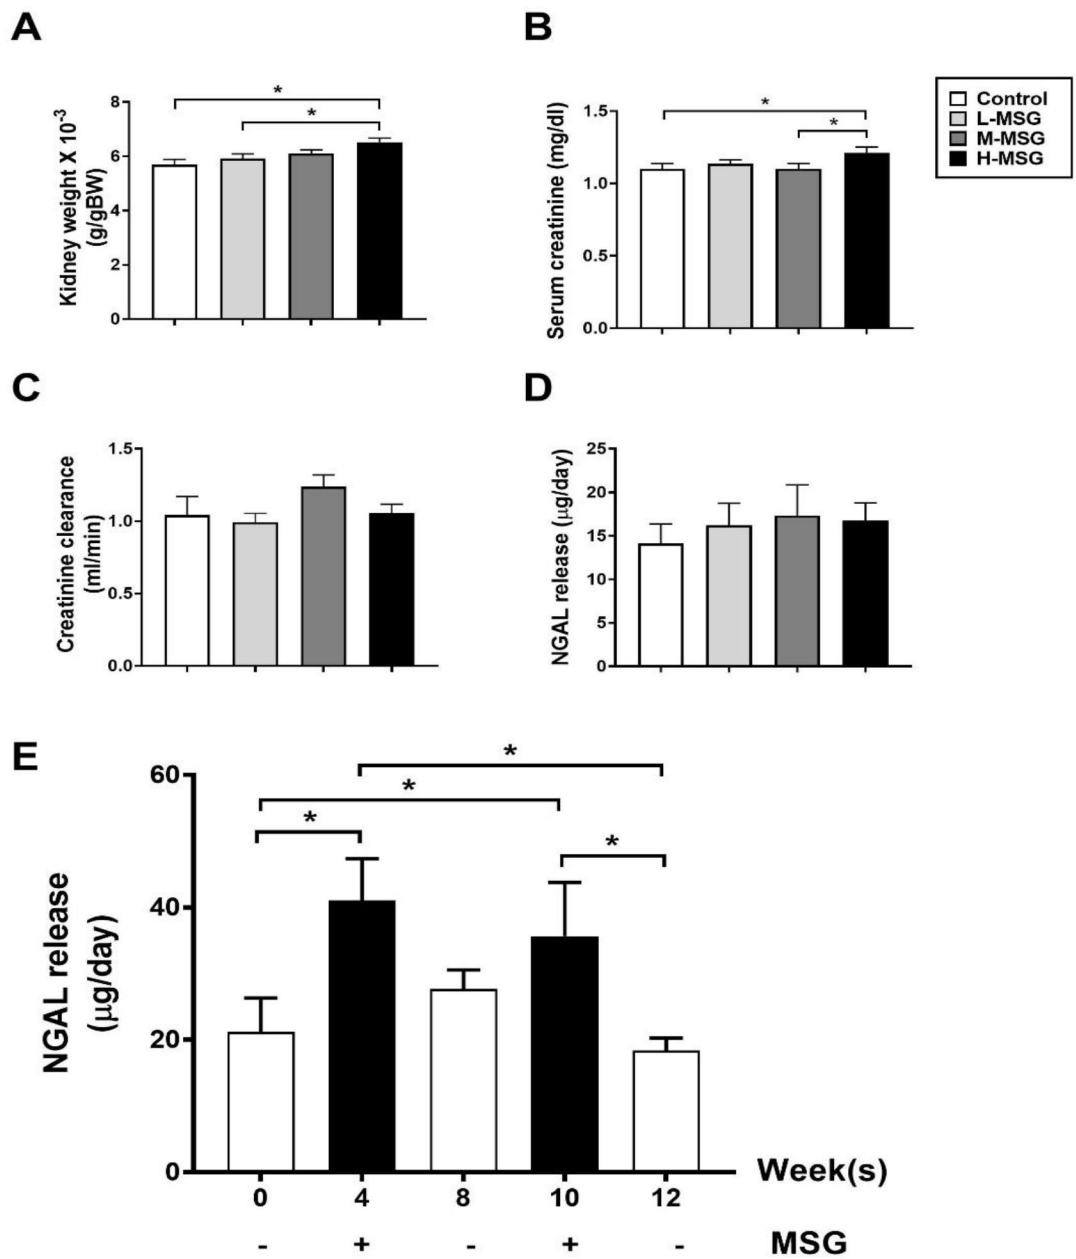 A
B
Kidney weight X 10⁻³
(g/gBW)
8
6
4
2
0
*
*
Serum creatinine (mg/dl)
1.5
1.0
0.5
0.0
*
*
Control
L-MSG
M-MSG
H-MSG
C
D
Creatinine clearance
(ml/min)
1.5
1.0
0.5
0.0
NGAL release (µg/day)
25
20
15
10
5
0
E
NGAL release
(µg/day)
60
40
20
0
*
*
*
*
0 4 8 10 12 Week(s)
- + - + - MSG